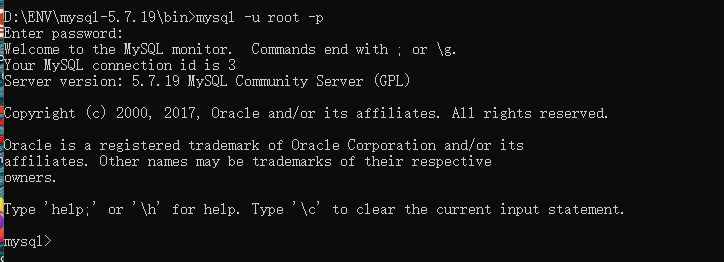 D:\ENV\mysql-5.7.19\bin>mysql -u root -p
Enter password:
Welcome to the MySQL monitor.  Commands end with ; or \g.
Your MySQL connection id is 3
Server version: 5.7.19 MySQL Community Server (GPL)
Copyright (c) 2000, 2017, Oracle and/or its affiliates. All rights reserved.
Oracle is a registered trademark of Oracle Corporation and/or its
affiliates. Other names may be trademarks of their respective
owners.
Type 'help;' or '\h' for help. Type '\c' to clear the current input statement.
mysql>